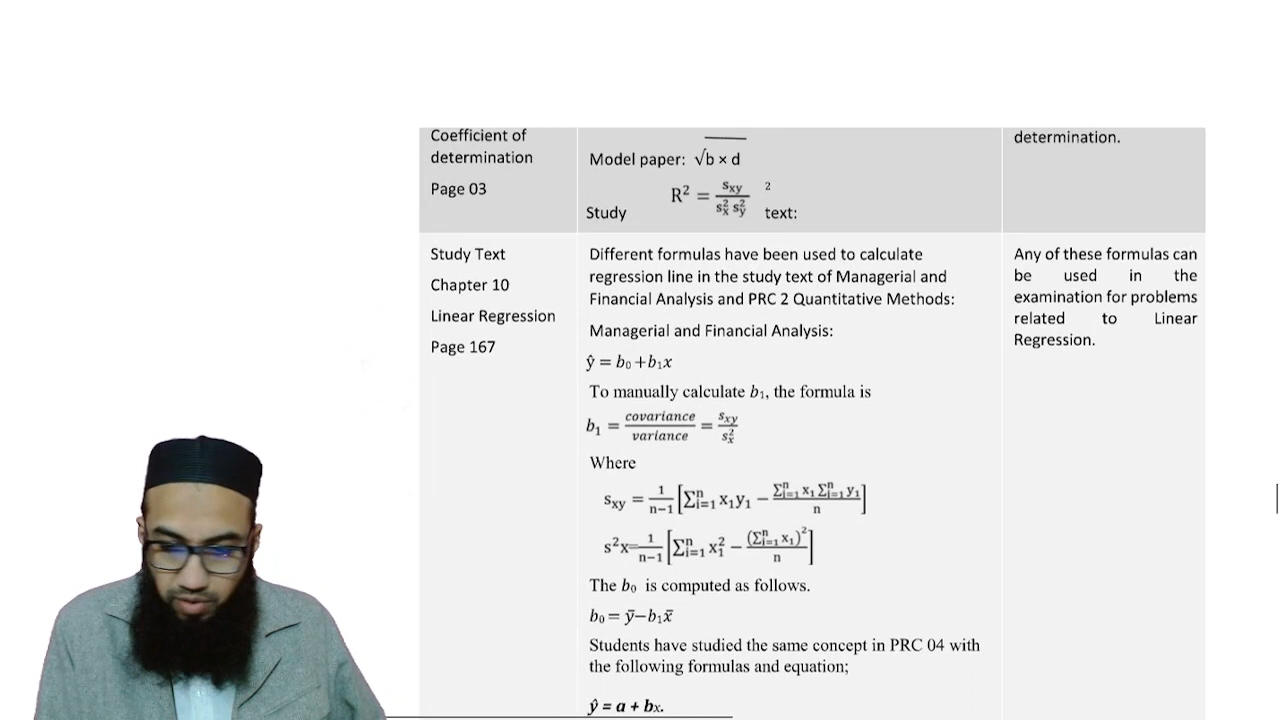 Coefficient of
determination
Page 03
Model paper: √b × d
R² = sxy / s²x s²y ²
Study text:
determination.
Study Text
Chapter 10
Linear Regression
Page 167
Different formulas have been used to calculate
regression line in the study text of Managerial and
Financial Analysis and PRC 2 Quantitative Methods:
Managerial and Financial Analysis:
ŷ = b₀ +b₁x
To manually calculate b₁, the formula is
b₁ = covariance / variance = sxy / s²x
Where
sxy = 1/n−1 [∑ⁿi=1 x₁y₁ − ∑ⁿi=1 x₁ ∑ⁿi=1 y₁ / n]
s²x= 1/n−1 [∑ⁿi=1 x₁² − (∑ⁿi=1 x₁)² / n]
The b₀ is computed as follows.
b₀ = ȳ−b₁x̄
Students have studied the same concept in PRC 04 with
the following formulas and equation;
ŷ = a + bx.
Any of these formulas can
be used in the
examination for problems
related to Linear
Regression.